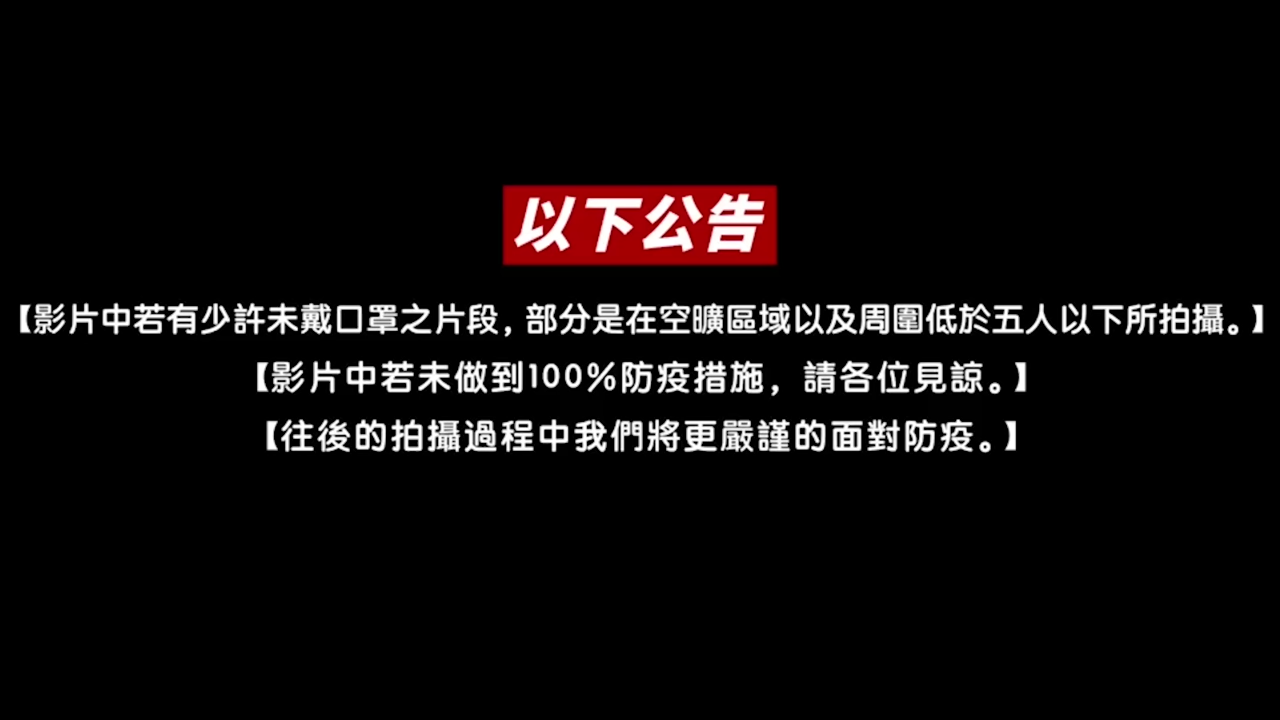 以下公告
【影片中若有少許未戴口罩之片段,部分是在空曠區域以及周圍低於五人以下所拍攝。】
【影片中若未做到100%防疫措施，請各位見諒。】
【往後的拍攝過程中我們將更嚴謹的面對防疫。】